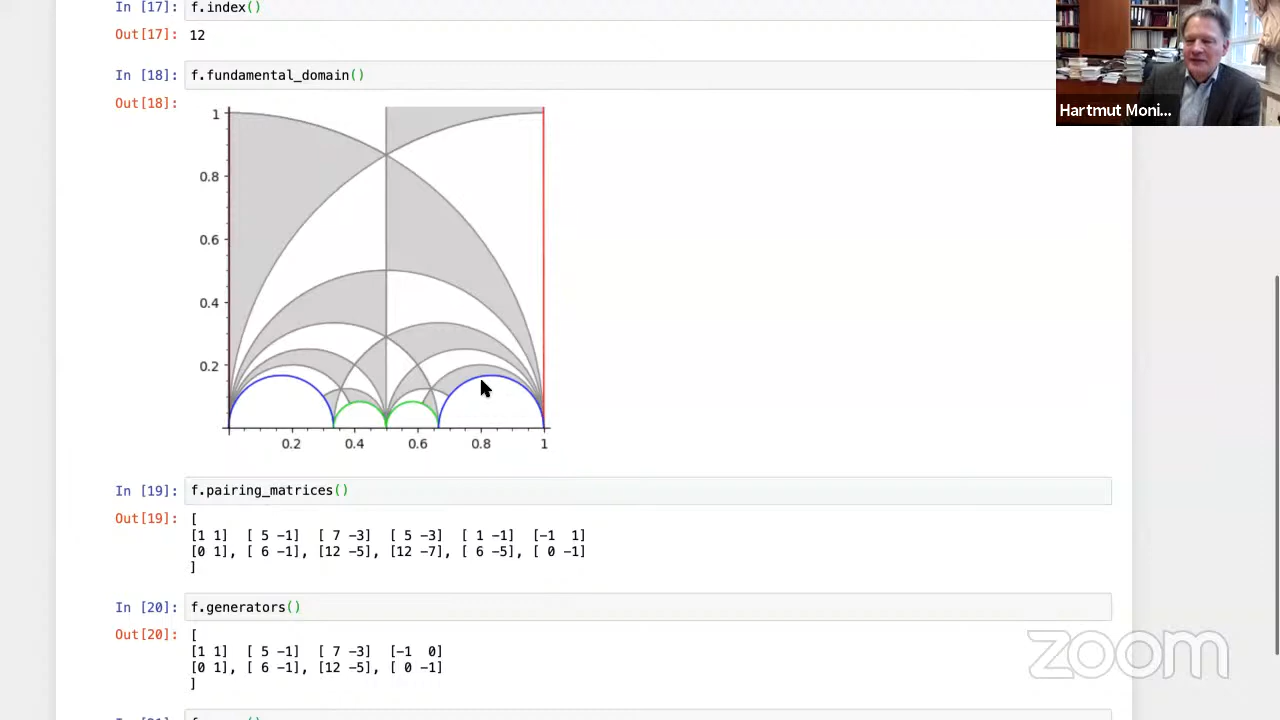 In [17]: f.index()
Out[17]: 12
In [18]: f.fundamental_domain()
Out[18]:
1
0.8
0.6
0.4
0.2
0.2 0.4 0.6 0.8 1
In [19]: f.pairing_matrices()
Out[19]: [
[1 1]  [ 5 -1]  [ 7 -3]  [ 5 -3]  [ 1 -1]  [-1  1]
[0 1], [ 6 -1], [12 -5], [12 -7], [ 6 -5], [ 0 -1]
]
In [20]: f.generators()
Out[20]: [
[1 1]  [ 5 -1]  [ 7 -3]  [-1  0]
[0 1], [ 6 -1], [12 -5], [ 0 -1]
]
Hartmut Moni...
zoom